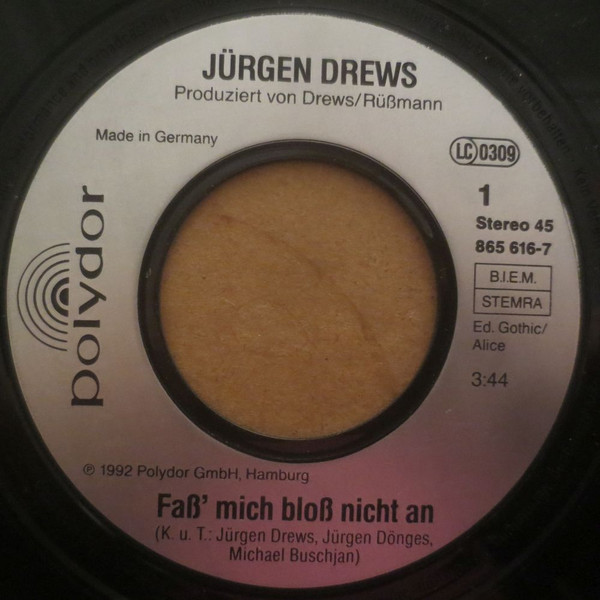 JÜRGEN DREWS
Produziert von Drews/Rüßmann
Made in Germany
LC 0309
polydor
1
Stereo 45
865 616-7
B.I.E.M.
STEMRA
Ed. Gothic/
Alice
3:44
℗ 1992 Polydor GmbH, Hamburg
Faß' mich bloß nicht an
(K. u. T.: Jürgen Drews, Jürgen Dönges,
Michael Buschjan)